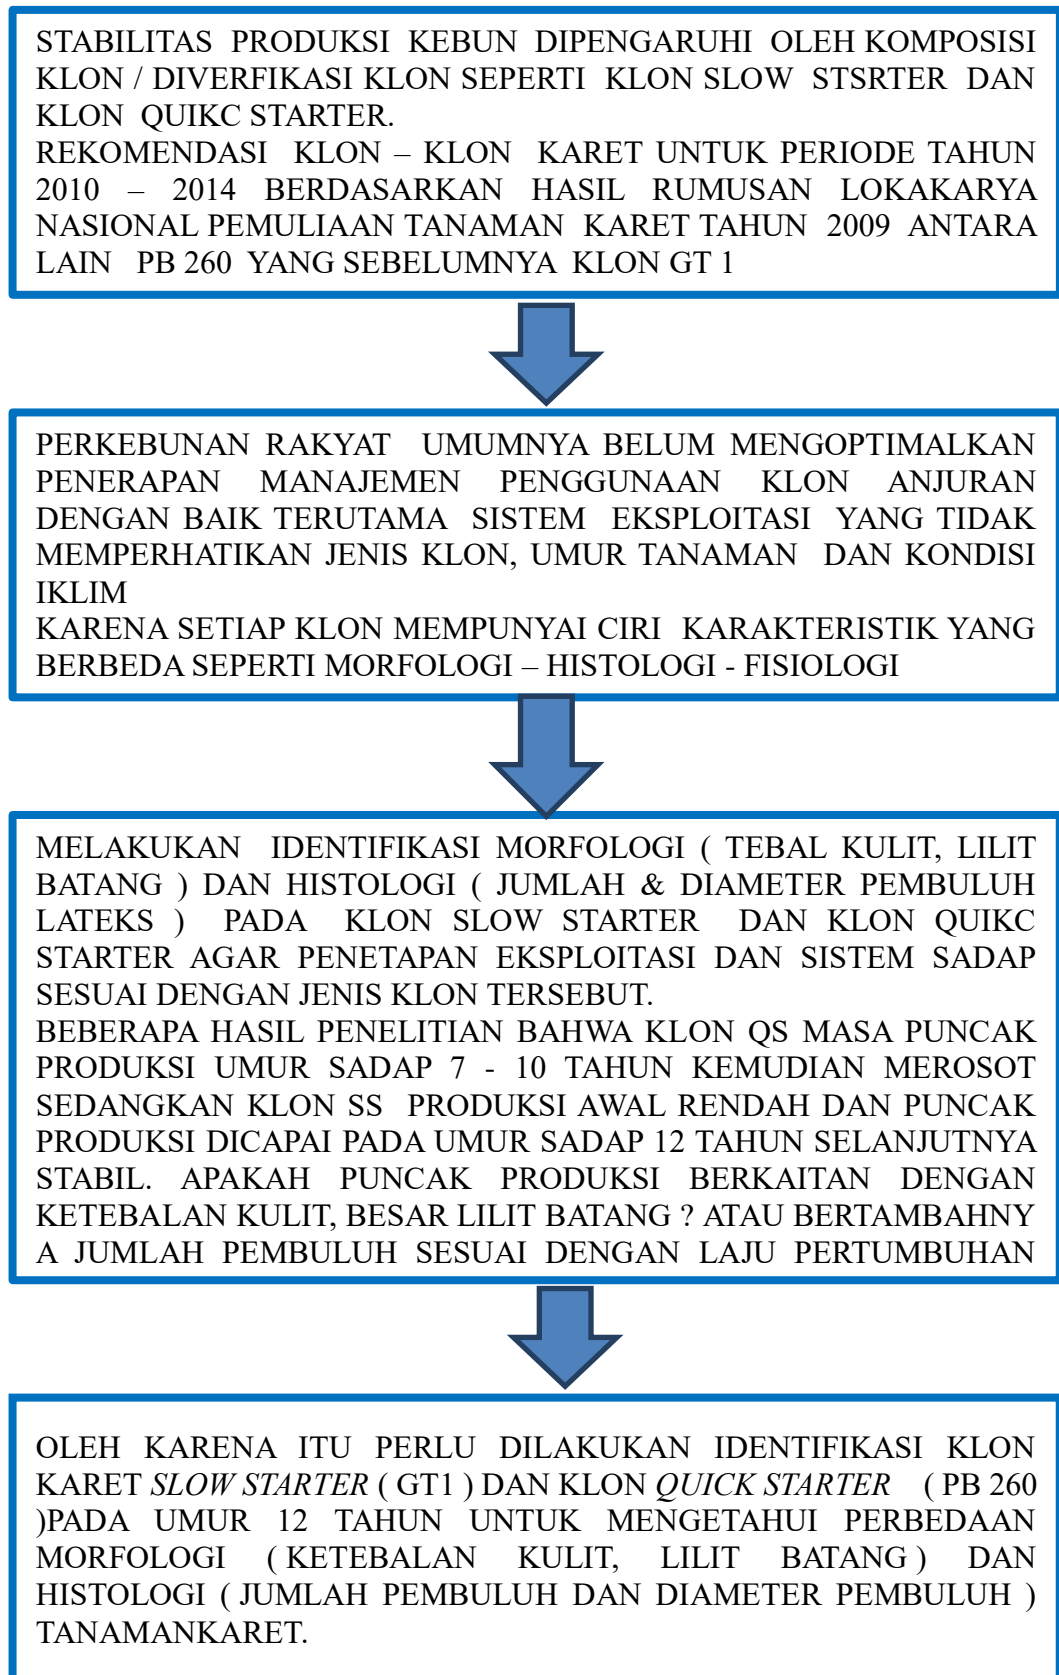 STABILITAS PRODUKSI KEBUN DIPENGARUHI OLEH KOMPOSISI
KLON / DIVERFIKASI KLON SEPERTI KLON SLOW STSRTER DAN
KLON QUIKC STARTER.
REKOMENDASI KLON – KLON KARET UNTUK PERIODE TAHUN
2010 – 2014 BERDASARKAN HASIL RUMUSAN LOKAKARYA
NASIONAL PEMULIAAN TANAMAN KARET TAHUN 2009 ANTARA
LAIN PB 260 YANG SEBELUMNYA KLON GT 1
PERKEBUNAN RAKYAT UMUMNYA BELUM MENGOPTIMALKAN
PENERAPAN MANAJEMEN PENGGUNAAN KLON ANJURAN
DENGAN BAIK TERUTAMA SISTEM EKSPLOITASI YANG TIDAK
MEMPERHATIKAN JENIS KLON, UMUR TANAMAN DAN KONDISI
IKLIM
KARENA SETIAP KLON MEMPUNYAI CIRI KARAKTERISTIK YANG
BERBEDA SEPERTI MORFOLOGI – HISTOLOGI - FISIOLOGI
MELAKUKAN IDENTIFIKASI MORFOLOGI ( TEBAL KULIT, LILIT
BATANG ) DAN HISTOLOGI ( JUMLAH & DIAMETER PEMBULUH
LATEKS ) PADA KLON SLOW STARTER DAN KLON QUIKC
STARTER AGAR PENETAPAN EKSPLOITASI DAN SISTEM SADAP
SESUAI DENGAN JENIS KLON TERSEBUT.
BEBERAPA HASIL PENELITIAN BAHWA KLON QS MASA PUNCAK
PRODUKSI UMUR SADAP 7 - 10 TAHUN KEMUDIAN MEROSOT
SEDANGKAN KLON SS PRODUKSI AWAL RENDAH DAN PUNCAK
PRODUKSI DICAPAI PADA UMUR SADAP 12 TAHUN SELANJUTNYA
STABIL. APAKAH PUNCAK PRODUKSI BERKAITAN DENGAN
KETEBALAN KULIT, BESAR LILIT BATANG ? ATAU BERTAMBAHNY
A JUMLAH PEMBULUH SESUAI DENGAN LAJU PERTUMBUHAN
OLEH KARENA ITU PERLU DILAKUKAN IDENTIFIKASI KLON
KARET SLOW STARTER ( GT1 ) DAN KLON QUICK STARTER ( PB 260
)PADA UMUR 12 TAHUN UNTUK MENGETAHUI PERBEDAAN
MORFOLOGI ( KETEBALAN KULIT, LILIT BATANG ) DAN
HISTOLOGI ( JUMLAH PEMBULUH DAN DIAMETER PEMBULUH )
TANAMANKARET.